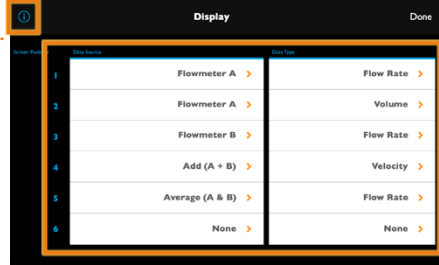 Display Done
Screen Position Data Source Data Type
1 Flowmeter A > Flow Rate >
2 Flowmeter A > Volume >
3 Flowmeter B > Flow Rate >
4 Add (A + B) > Velocity >
5 Average (A & B) > Flow Rate >
6 None > None >